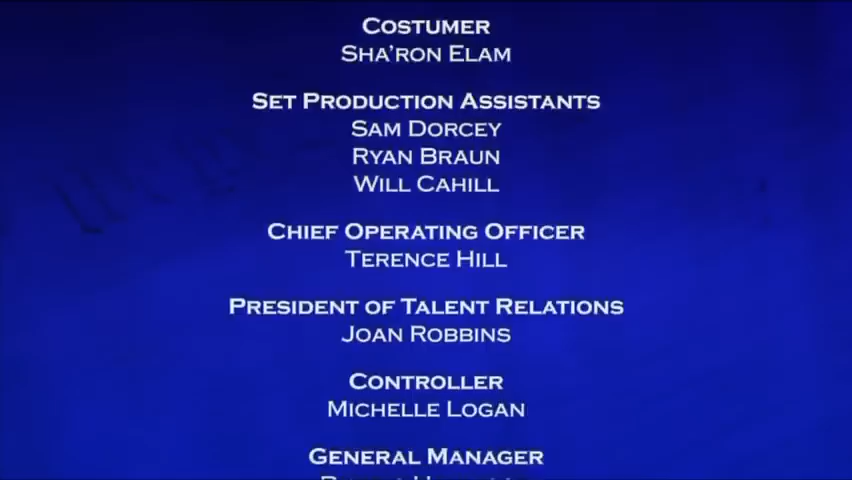 COSTUMER
SHA'RON ELAM
SET PRODUCTION ASSISTANTS
SAM DORCEY
RYAN BRAUN
WILL CAHILL
CHIEF OPERATING OFFICER
TERENCE HILL
PRESIDENT OF TALENT RELATIONS
JOAN ROBBINS
CONTROLLER
MICHELLE LOGAN
GENERAL MANAGER